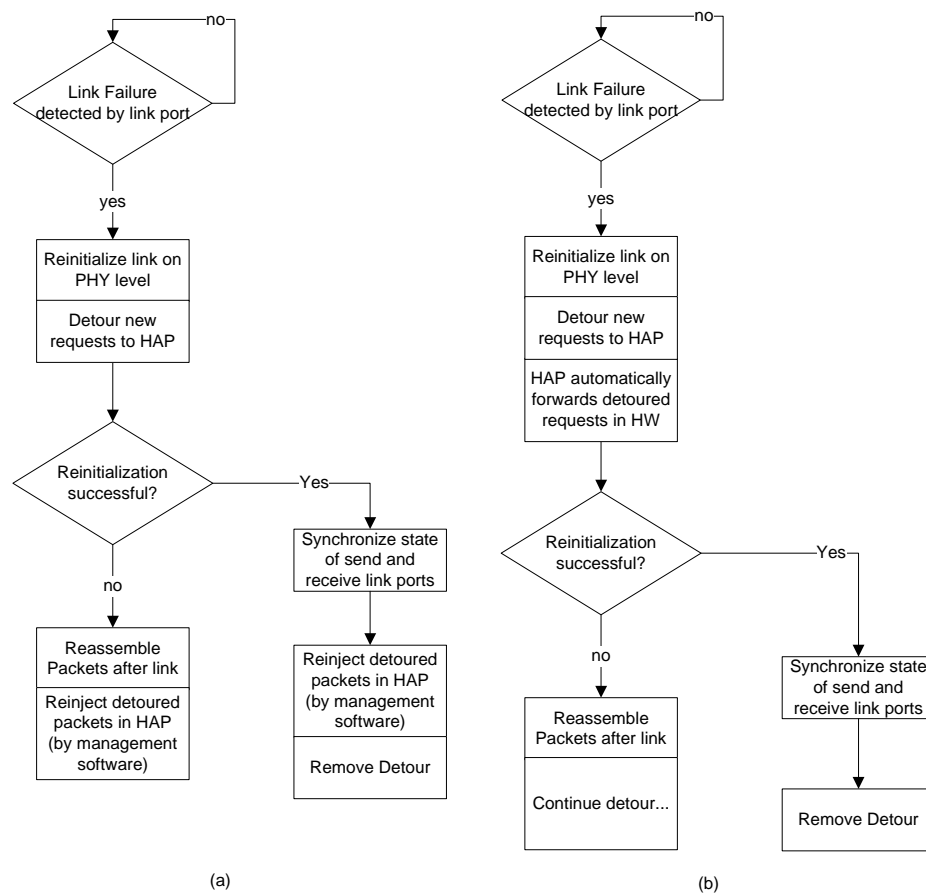 no
Link Failure
detected by link port
yes
Reinitialize link on
PHY level
Detour new
requests to HAP
Reinitialization
successful?
Yes
Synchronize state
of send and
receive link ports
no
Reassemble
Packets after link
Reinject detoured
packets in HAP
(by management
software)
Reinject detoured
packets in HAP
(by management
software)
Remove Detour
(a)
no
Link Failure
detected by link port
yes
Reinitialize link on
PHY level
Detour new
requests to HAP
HAP automatically
forwards detoured
requests in HW
Reinitialization
successful?
Yes
Synchronize state
of send and
receive link ports
no
Reassemble
Packets after link
Continue detour...
Remove Detour
(b)